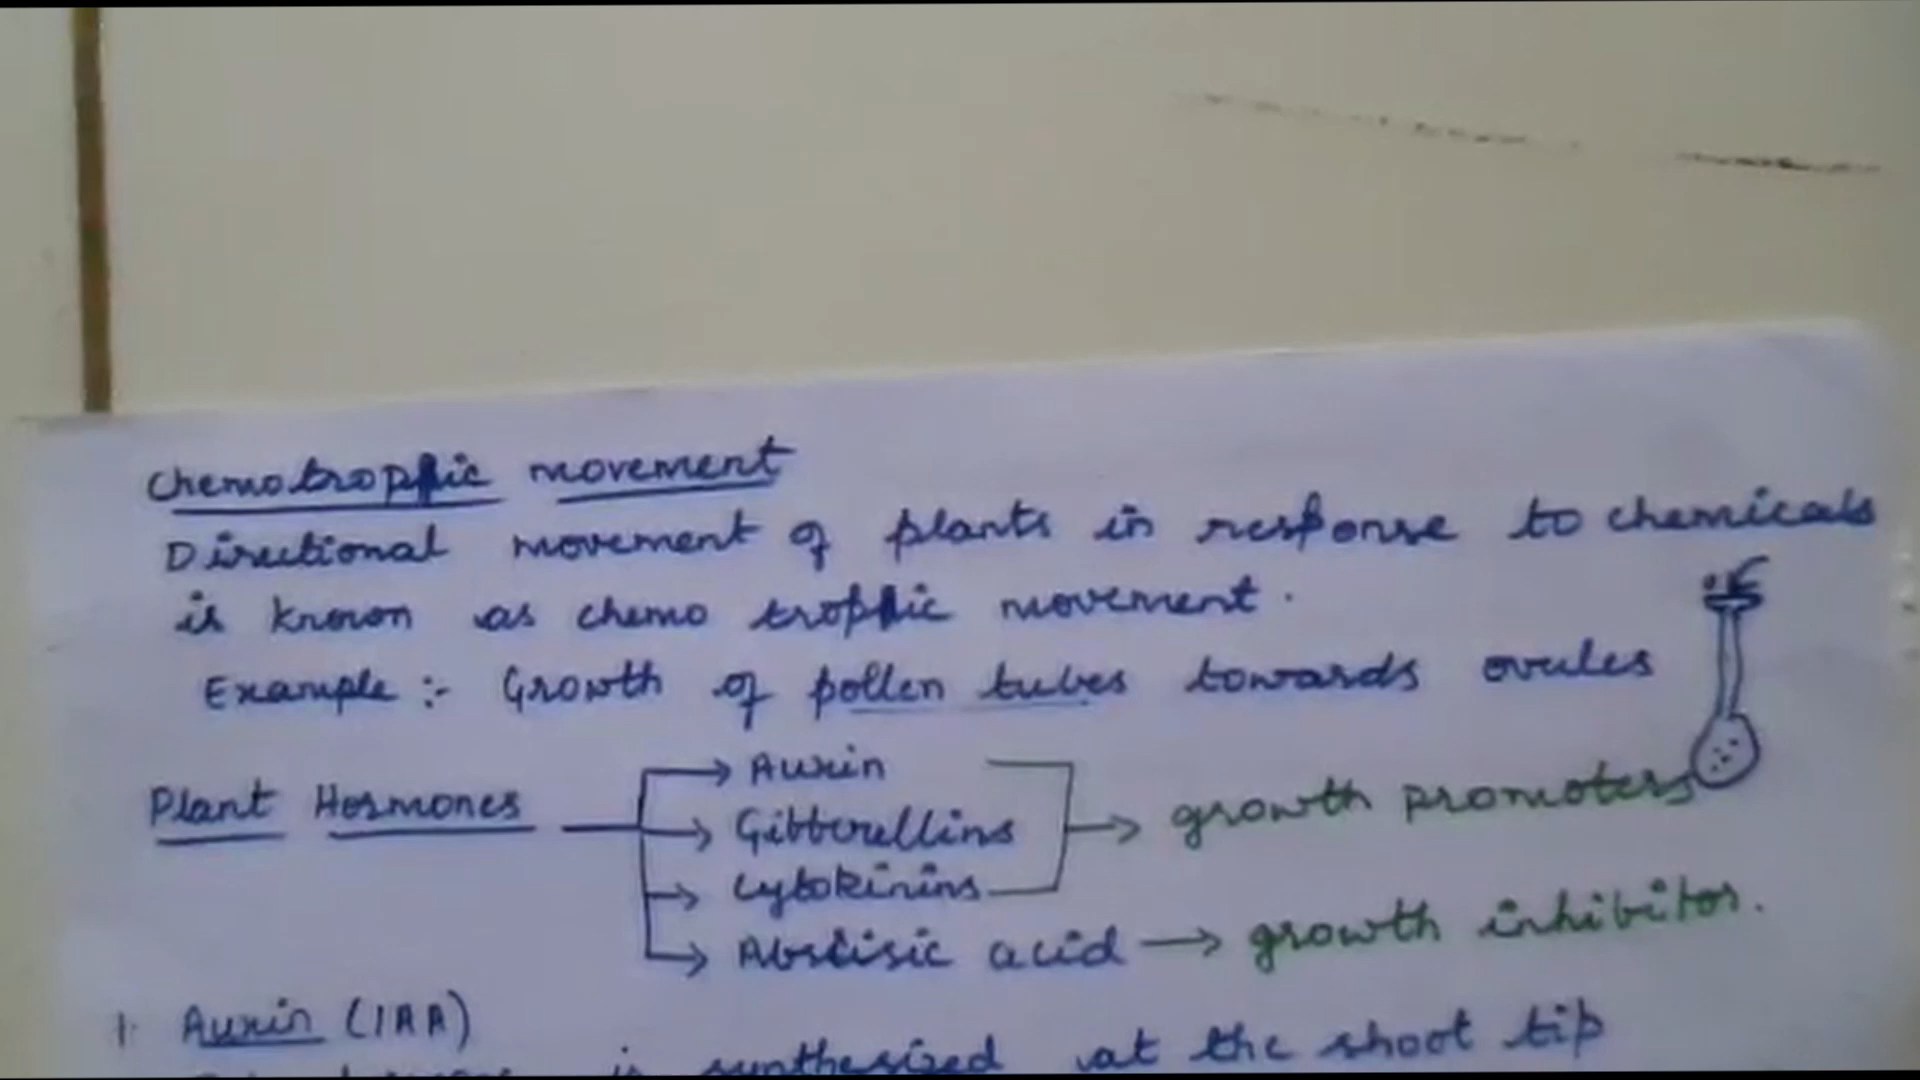 Chemotropic movement
Directional movement of plants in response to chemicals
is known as chemo tropic movement.
Example :- Growth of pollen tubes towards ovules
Plant Hormones → Auxin
→ Gibberellins
→ Cytokinins
→ growth promoters
→ Abscisic acid → growth inhibitor.
1. Auxin (IAA)
is synthesized at the shoot tip